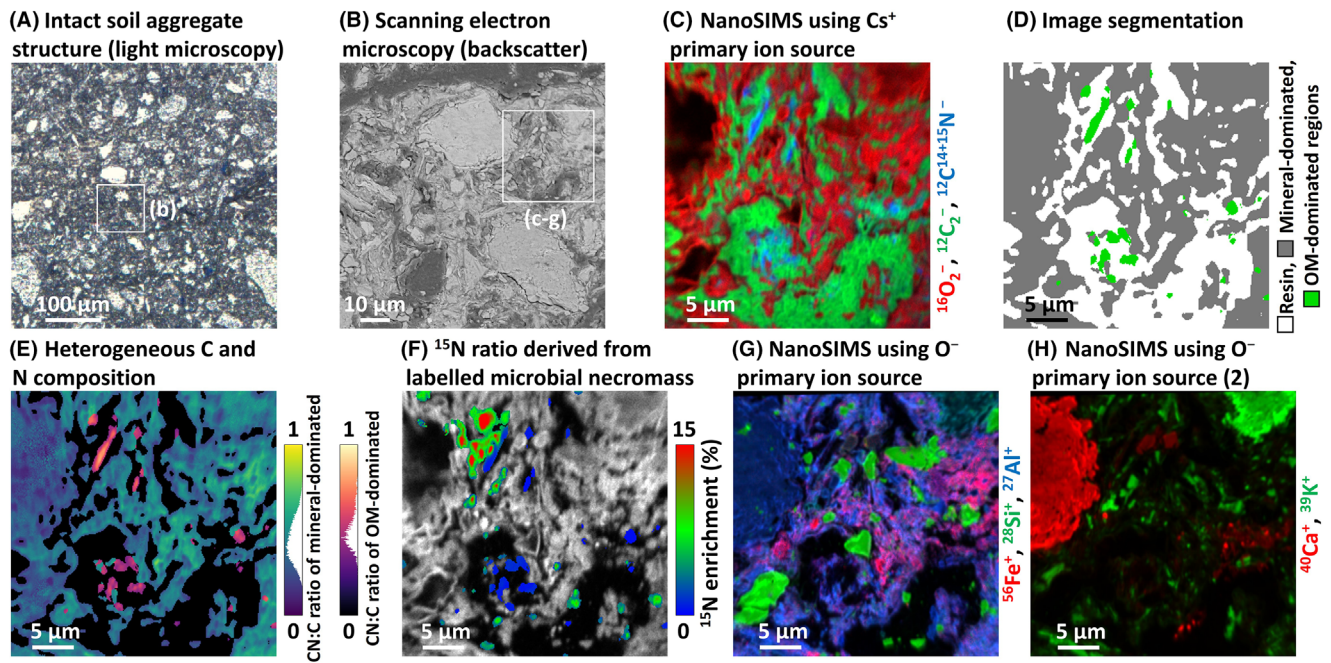 (A) Intact soil aggregate
structure (light microscopy)
(b)
100 µm
(B) Scanning electron
microscopy (backscatter)
(c-g)
10 µm
(C) NanoSIMS using Cs⁺
primary ion source
5 µm
¹⁶O₂⁻, ¹²C₂⁻, ¹²C¹⁴⁺¹⁵N⁻
(D) Image segmentation
5 µm
Resin, Mineral-dominated,
OM-dominated regions
(E) Heterogeneous C and
N composition
5 µm
1
0
CN:C ratio of mineral-dominated
1
0
CN:C ratio of OM-dominated
(F) ¹⁵N ratio derived from
labelled microbial necromass
5 µm
15
0
¹⁵N enrichment (%)
(G) NanoSIMS using O⁻
primary ion source
5 µm
⁵⁶Fe⁺, ²⁸Si⁺, ²⁷Al⁺
(H) NanoSIMS using O⁻
primary ion source (2)
5 µm
⁴⁰Ca⁺, ³⁹K⁺